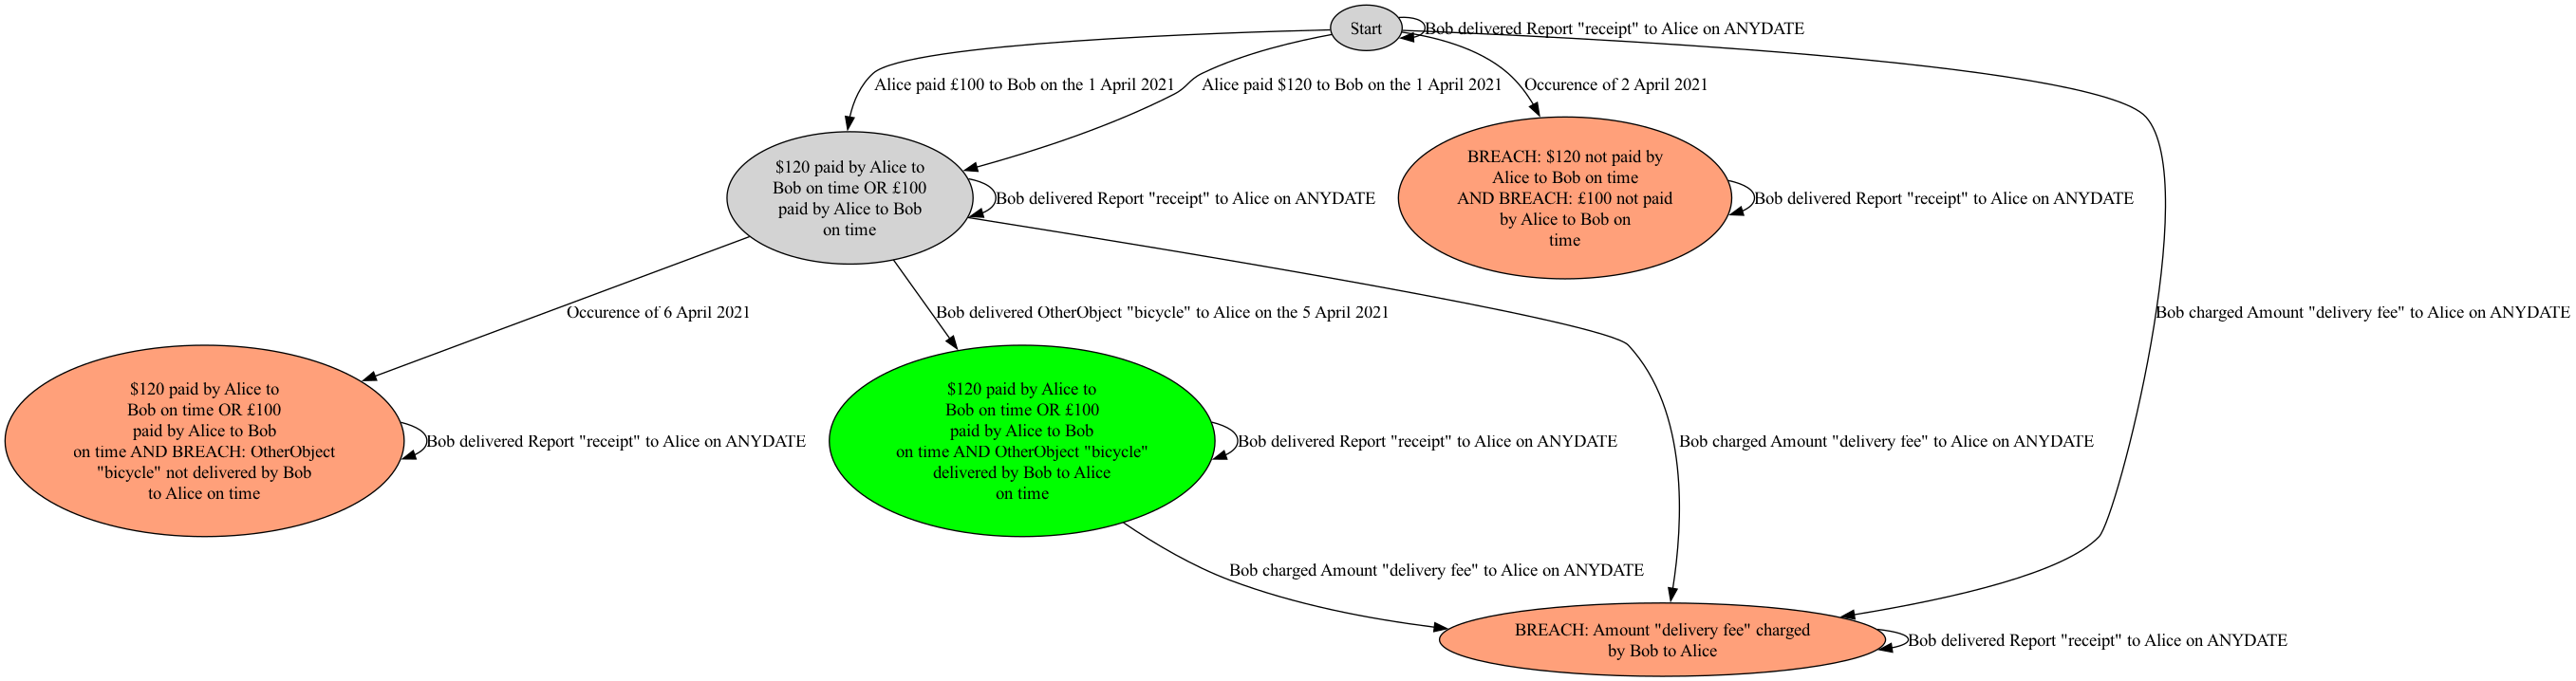 Start
Bob delivered Report "receipt" to Alice on ANYDATE
Alice paid £100 to Bob on the 1 April 2021
Alice paid $120 to Bob on the 1 April 2021
Occurence of 2 April 2021
$120 paid by Alice to
Bob on time OR £100
paid by Alice to Bob
on time
Bob delivered Report "receipt" to Alice on ANYDATE
BREACH: $120 not paid by
Alice to Bob on time
AND BREACH: £100 not paid
by Alice to Bob on
time
Bob delivered Report "receipt" to Alice on ANYDATE
Occurence of 6 April 2021
Bob delivered OtherObject "bicycle" to Alice on the 5 April 2021
Bob charged Amount "delivery fee" to Alice on ANYDATE
$120 paid by Alice to
Bob on time OR £100
paid by Alice to Bob
on time AND BREACH: OtherObject
"bicycle" not delivered by Bob
to Alice on time
Bob delivered Report "receipt" to Alice on ANYDATE
$120 paid by Alice to
Bob on time OR £100
paid by Alice to Bob
on time AND OtherObject "bicycle"
delivered by Bob to Alice
on time
Bob delivered Report "receipt" to Alice on ANYDATE
Bob charged Amount "delivery fee" to Alice on ANYDATE
Bob charged Amount "delivery fee" to Alice on ANYDATE
BREACH: Amount "delivery fee" charged
by Bob to Alice
Bob delivered Report "receipt" to Alice on ANYDATE